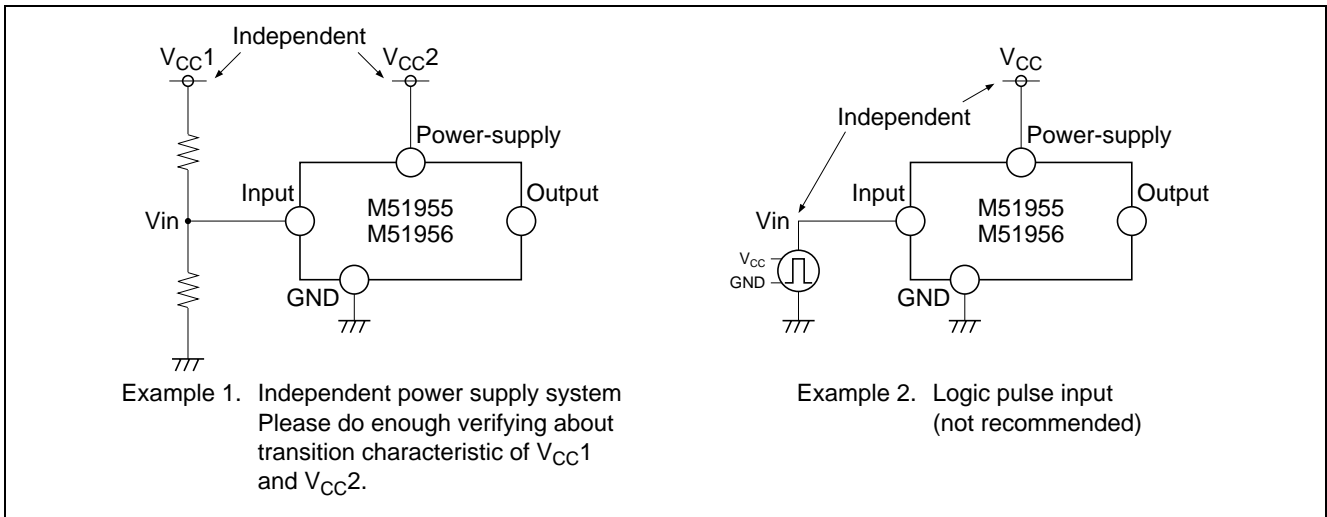 Independent
VCC1
VCC2
Power-supply
Input
Output
M51955
M51956
Vin
GND
Example 1. Independent power supply system
Please do enough verifying about
transition characteristic of VCC1
and VCC2.
VCC
Independent
Power-supply
Input
Output
M51955
M51956
Vin
VCC
GND
GND
Example 2. Logic pulse input
(not recommended)